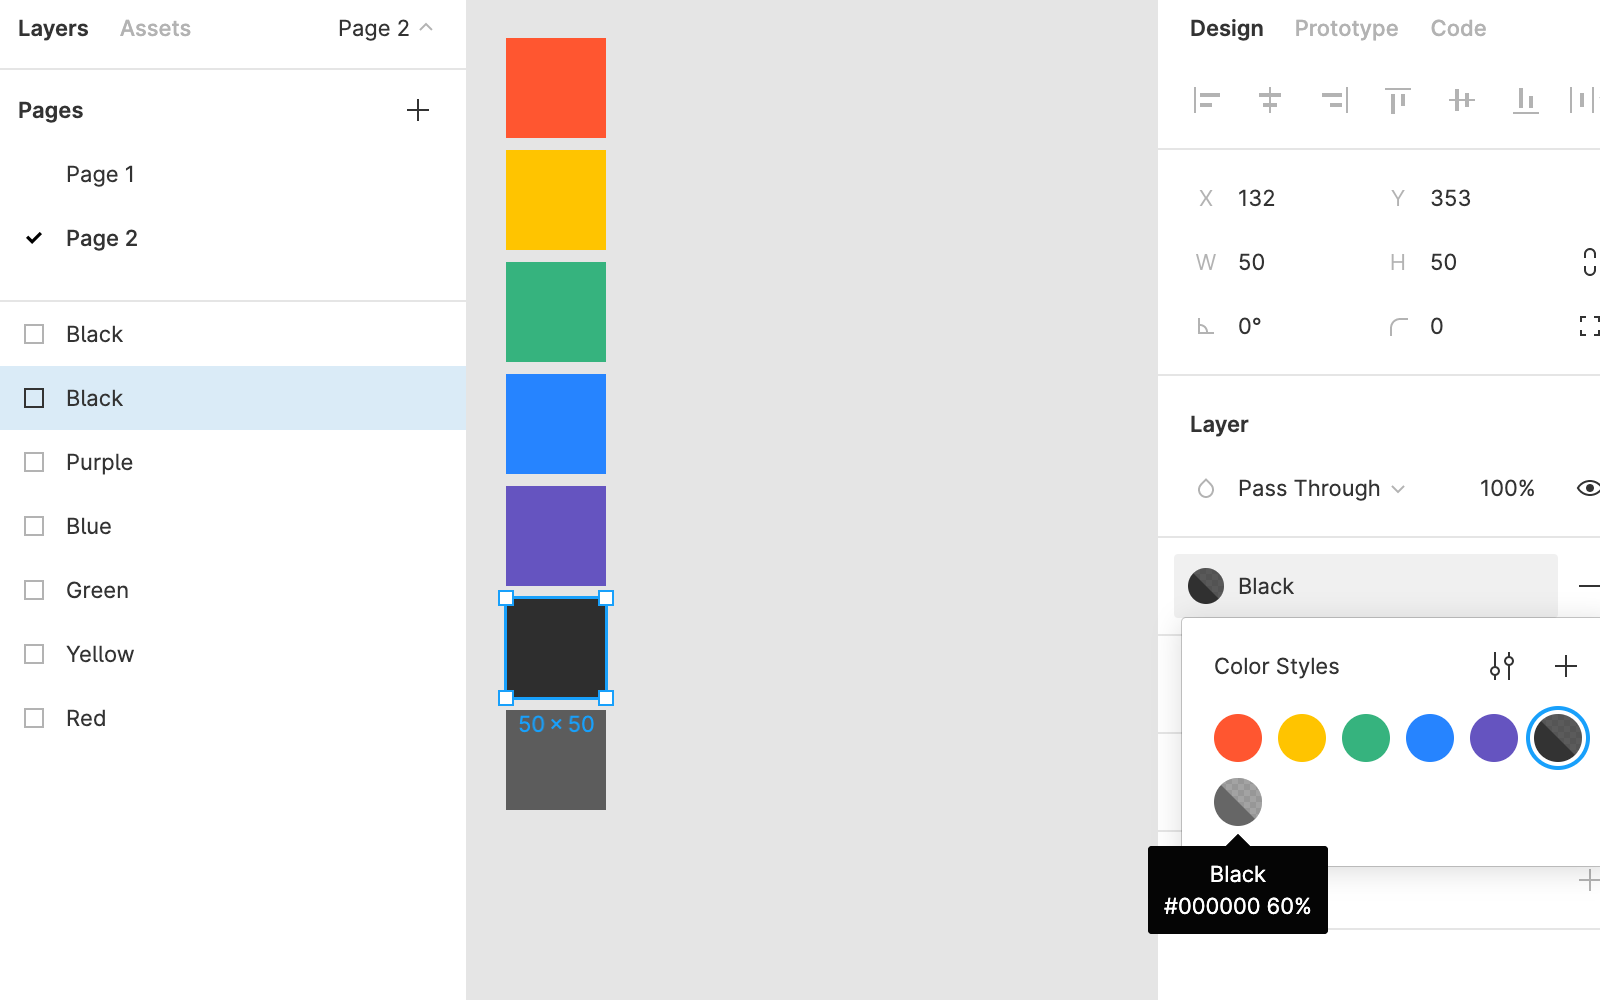 Layers Assets Page 2
Pages
Page 1
Page 2
Black
Black
Purple
Blue
Green
Yellow
Red
50 × 50
Design Prototype Code
X 132 Y 353
W 50 H 50
0° 0
Layer
Pass Through 100%
Black
Color Styles
Black
#000000 60%